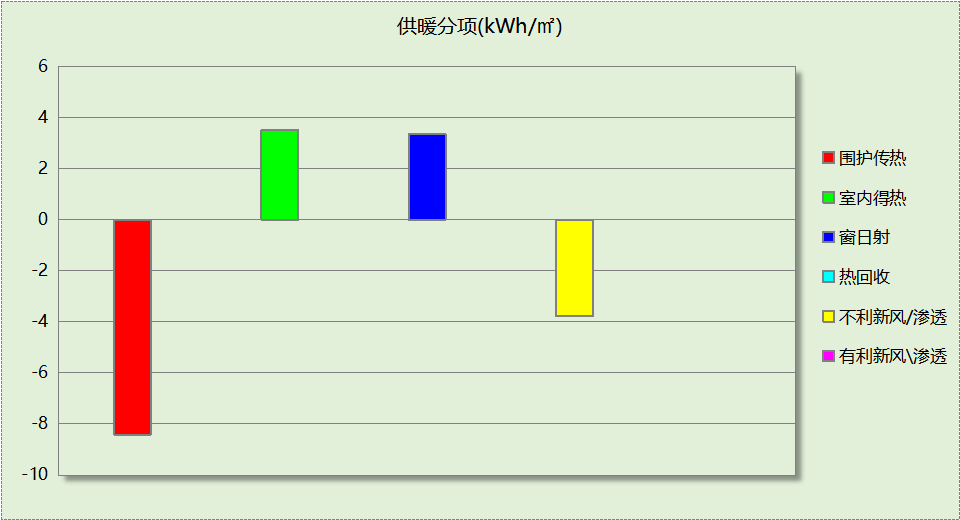 供暖分项(kWh/㎡)
6
4
2
0
-2
-4
-6
-8
-10
围护传热
室内得热
窗日射
热回收
不利新风/渗透
有利新风\渗透